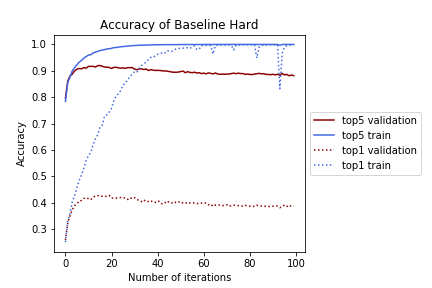 Accuracy of Baseline Hard
1.0
0.9
0.8
0.7
0.6
0.5
0.4
0.3
Accuracy
0
20
40
60
80
100
Number of iterations
top5 validation
top5 train
top1 validation
top1 train